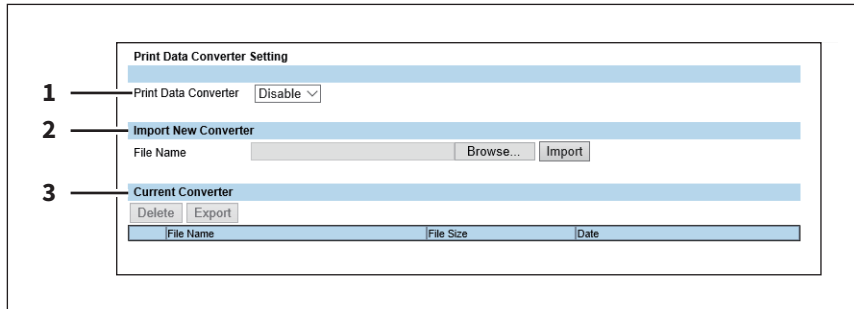 Print Data Converter Setting
1 Print Data Converter Disable
2 Import New Converter
File Name Browse... Import
3 Current Converter
Delete Export
File Name File Size Date